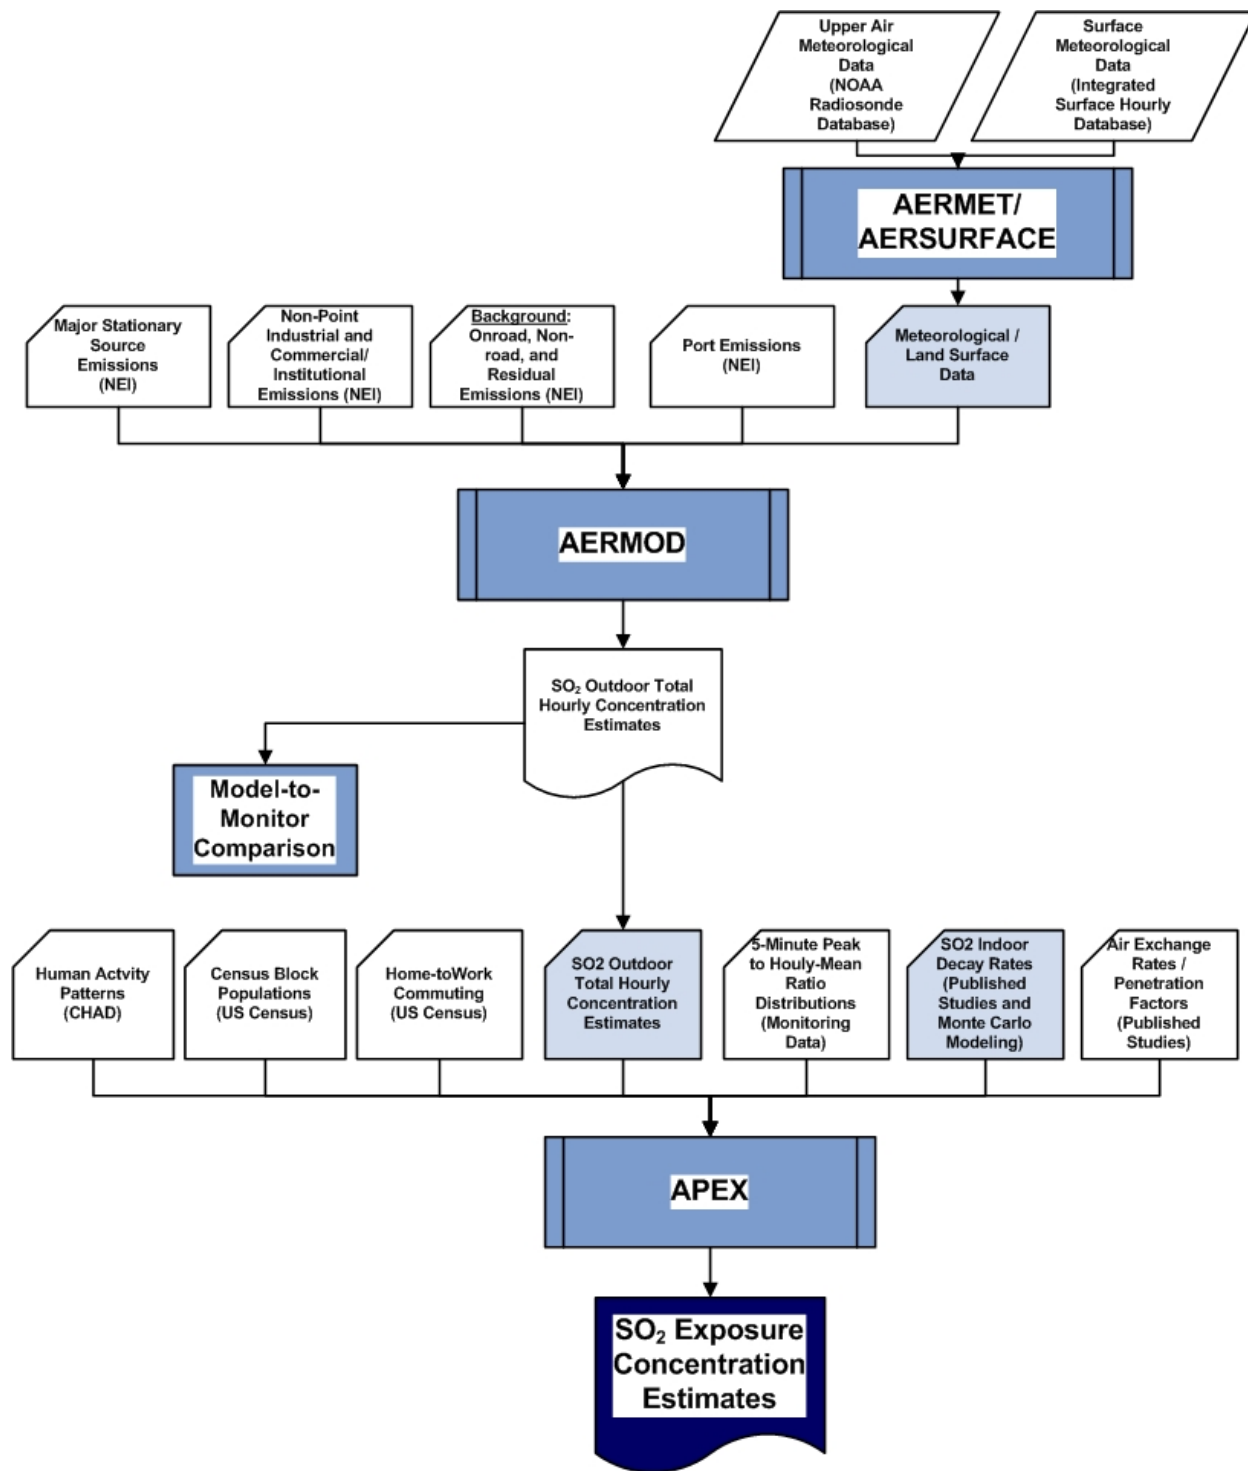 Upper Air
Meteorological
Data
(NOAA
Radiosonde
Database)
Surface
Meteorological
Data
(Integrated
Surface Hourly
Database)
AERMET/
AERSURFACE
Major Stationary
Source
Emissions
(NEI)
Non-Point
Industrial and
Commercial/
Institutional
Emissions (NEI)
Background:
Onroad, Non-
road, and
Residual
Emissions (NEI)
Port Emissions
(NEI)
Meteorological /
Land Surface
Data
AERMOD
SO₂ Outdoor Total
Hourly Concentration
Estimates
Model-to-
Monitor
Comparison
Human Actvity
Patterns
(CHAD)
Census Block
Populations
(US Census)
Home-toWork
Commuting
(US Census)
SO2 Outdoor
Total Hourly
Concentration
Estimates
5-Minute Peak
to Houly-Mean
Ratio
Distributions
(Monitoring
Data)
SO2 Indoor
Decay Rates
(Published
Studies and
Monte Carlo
Modeling)
Air Exchange
Rates /
Penetration
Factors
(Published
Studies)
APEX
SO₂ Exposure
Concentration
Estimates